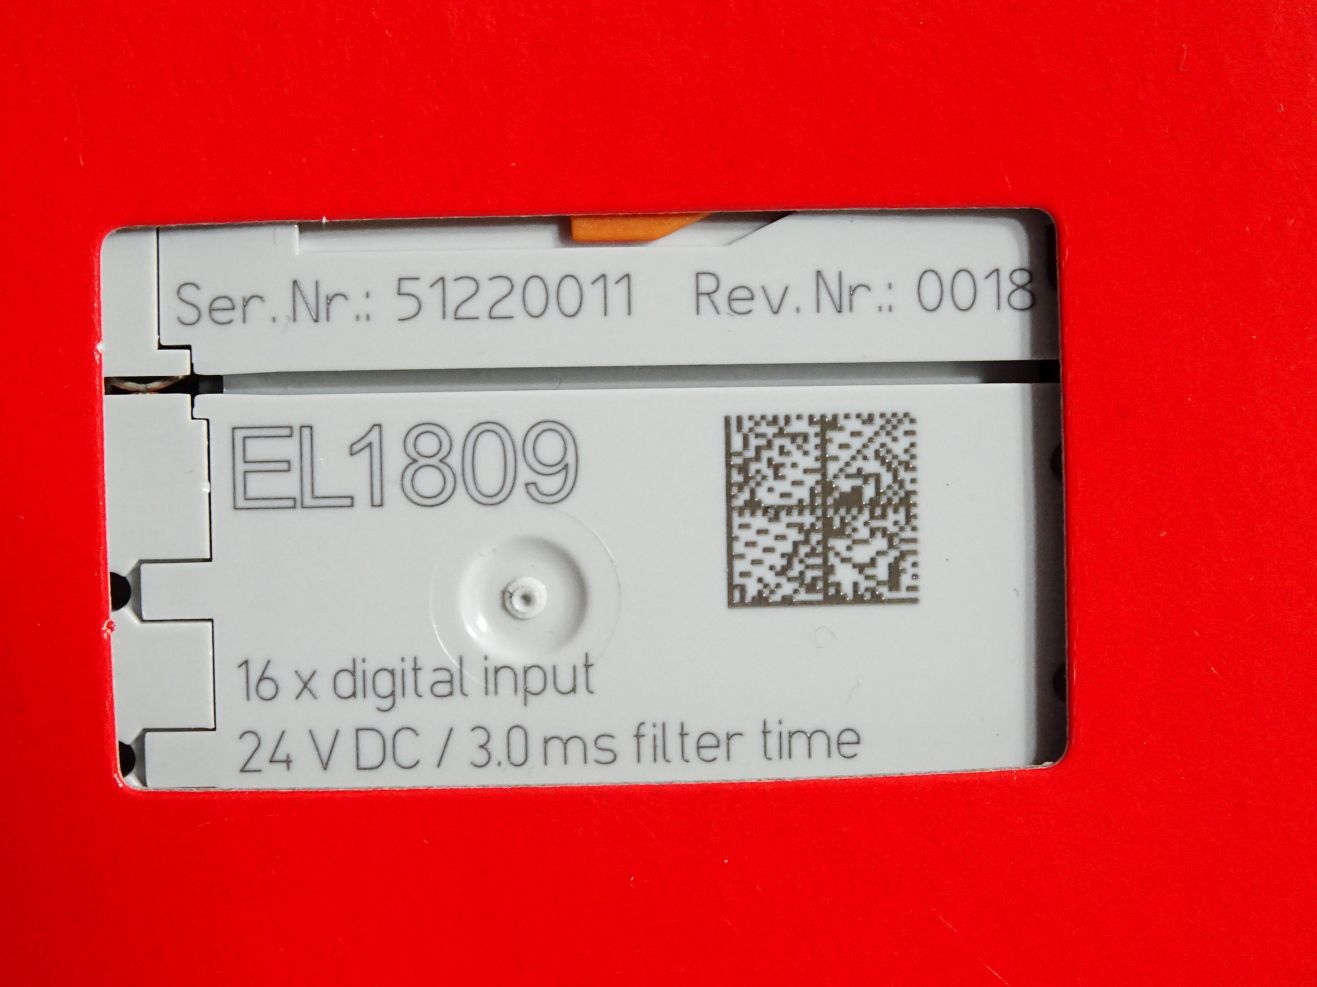 Ser.Nr.: 51220011 Rev.Nr.: 0018
EL1809
16 x digital input
24 V DC / 3.0 ms filter time